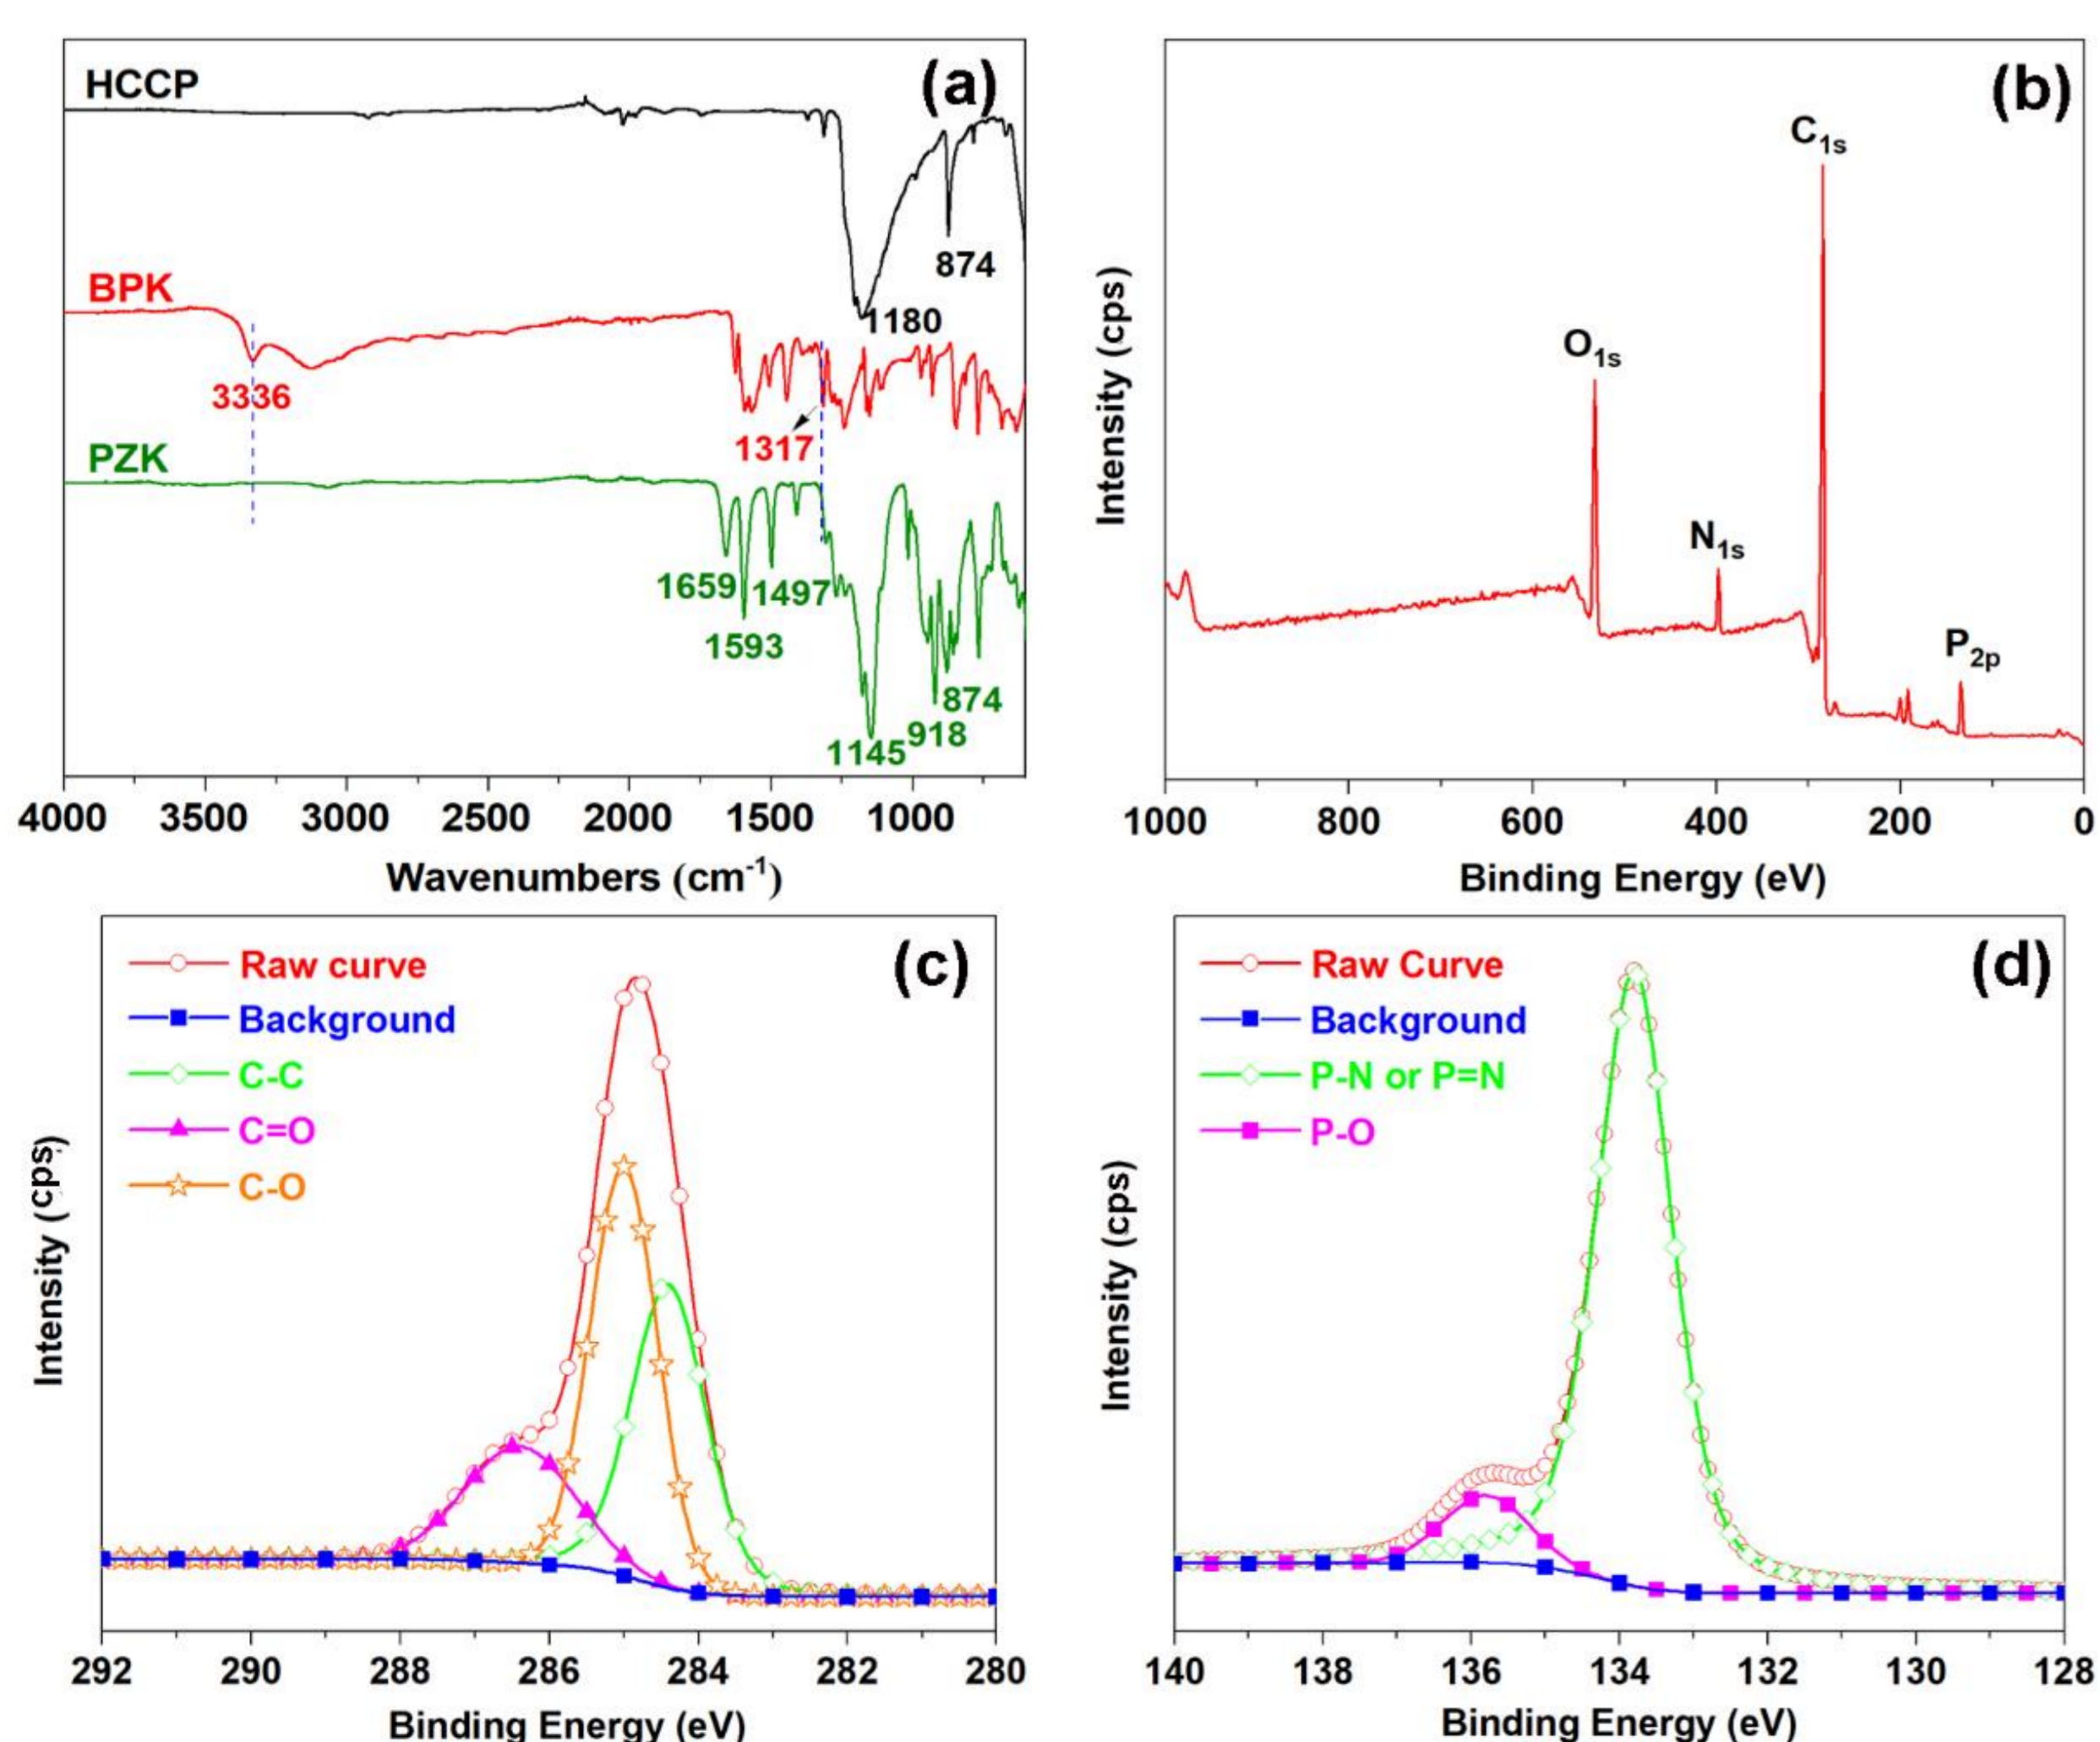 (a)
HCCP
874
1180
BPK
3336
1317
PZK
1659
1497
1593
874
918
1145
4000 3500 3000 2500 2000 1500 1000
Wavenumbers (cm-1)
(b)
C1s
O1s
N1s
P2p
Intensity (cps)
1000 800 600 400 200 0
Binding Energy (eV)
(c)
Raw curve
Background
C-C
C=O
C-O
Intensity (cps)
292 290 288 286 284 282 280
Binding Energy (eV)
(d)
Raw Curve
Background
P-N or P=N
P-O
Intensity (cps)
140 138 136 134 132 130 128
Binding Energy (eV)